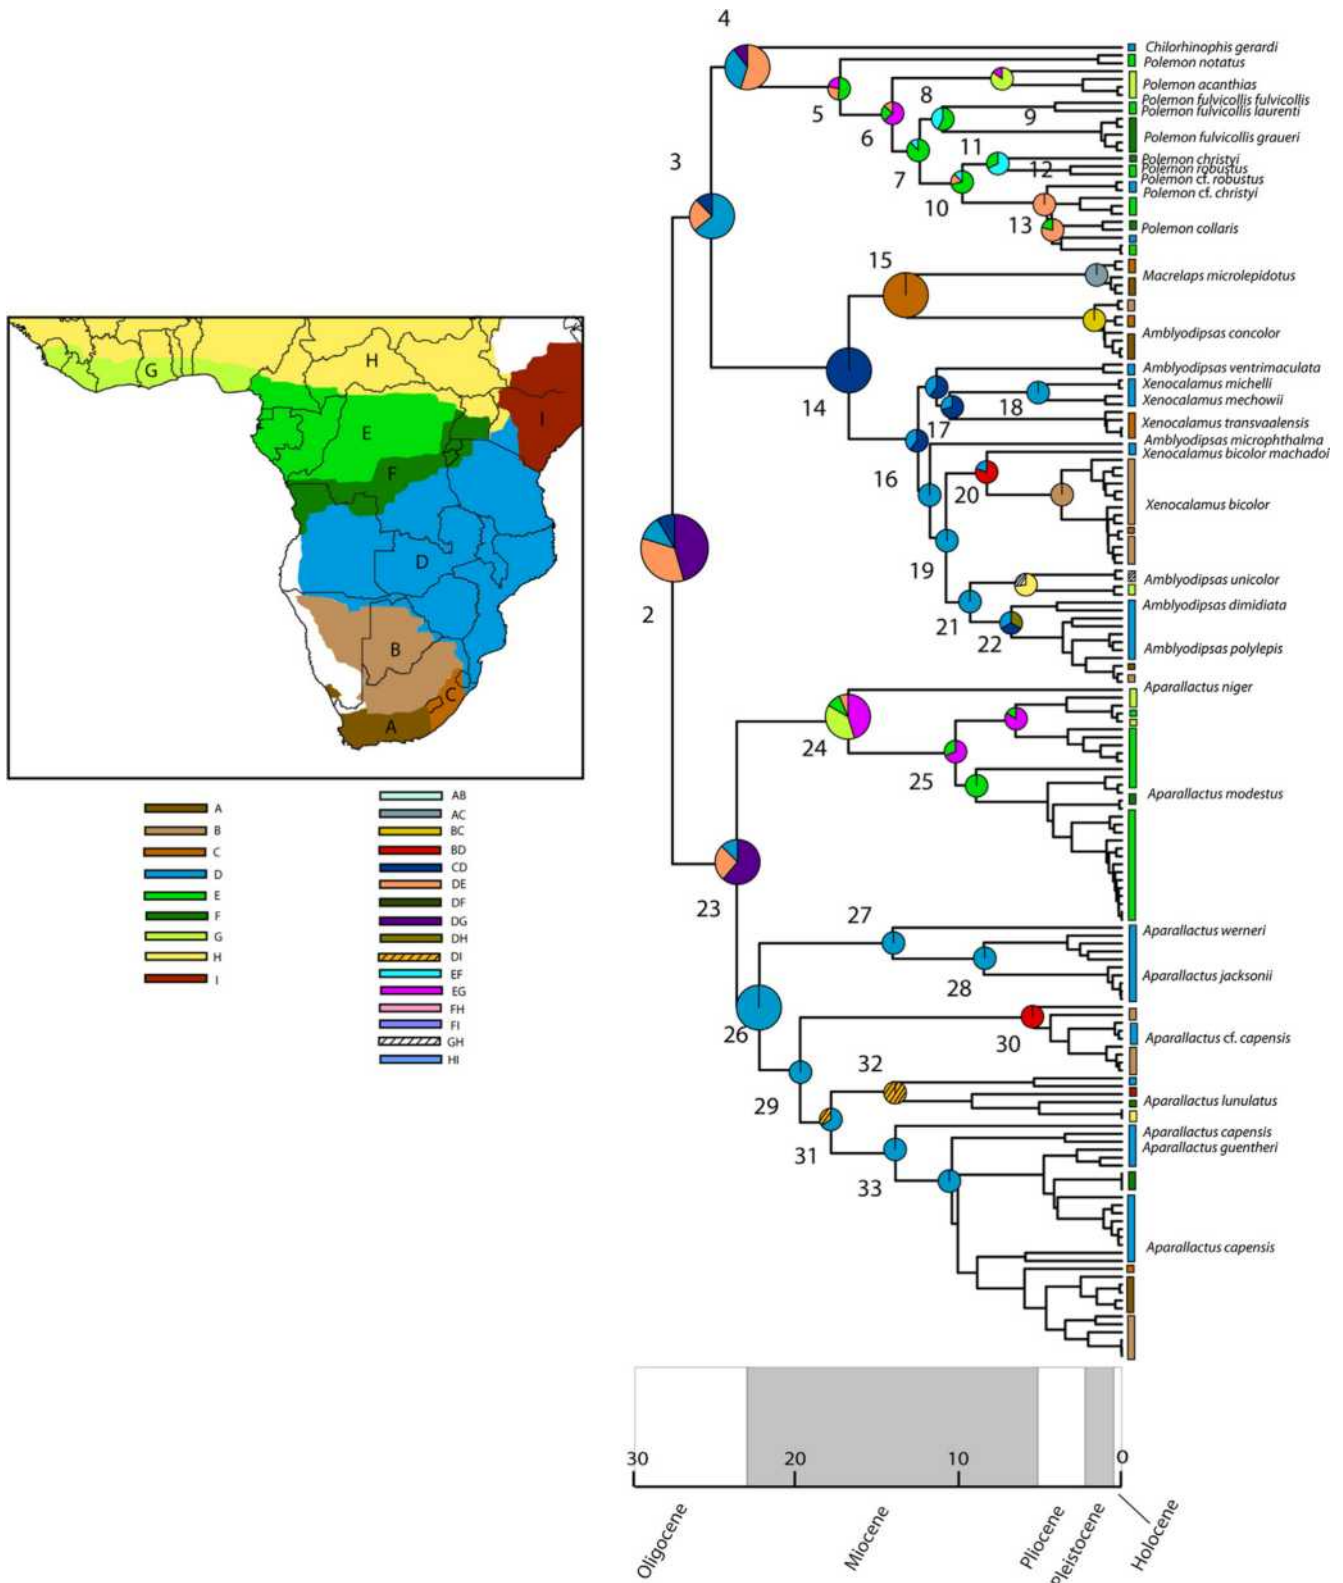 4
Chilorhinophis gerardi
Polemon notatus
Polemon acanthias
8
Polemon fulvicollis fulvicollis
5
6
9
Polemon fulvicollis laurenti
Polemon fulvicollis graueri
11
Polemon christyi
3
7
12
Polemon robustus
Polemon cf. robustus
Polemon cf. christyi
10
13
Polemon collaris
15
Macrelaps microlepidotus
Amblyodipsas concolor
Amblyodipsas ventrimaculata
14
18
Xenocalamus michelli
Xenocalamus mechowii
17
Xenocalamus transvaalensis
Amblyodipsas microphthalma
16
Xenocalamus bicolor machadoi
20
Xenocalamus bicolor
19
Amblyodipsas unicolor
2
21
22
Amblyodipsas dimidiata
Amblyodipsas polylepis
Aparallactus niger
24
25
Aparallactus modestus
23
27
Aparallactus werneri
28
Aparallactus jacksonii
26
30
Aparallactus cf. capensis
32
29
Aparallactus lunulatus
31
Aparallactus capensis
Aparallactus guentheri
33
Aparallactus capensis
G
H
I
E
F
D
B
C
A
A
B
C
D
E
F
G
H
I
AB
AC
BC
BD
CD
DE
DF
DG
DH
DI
EF
EG
FH
FI
GH
HI
30
20
10
0
Oligocene
Miocene
Pliocene
Pleistocene
Holocene